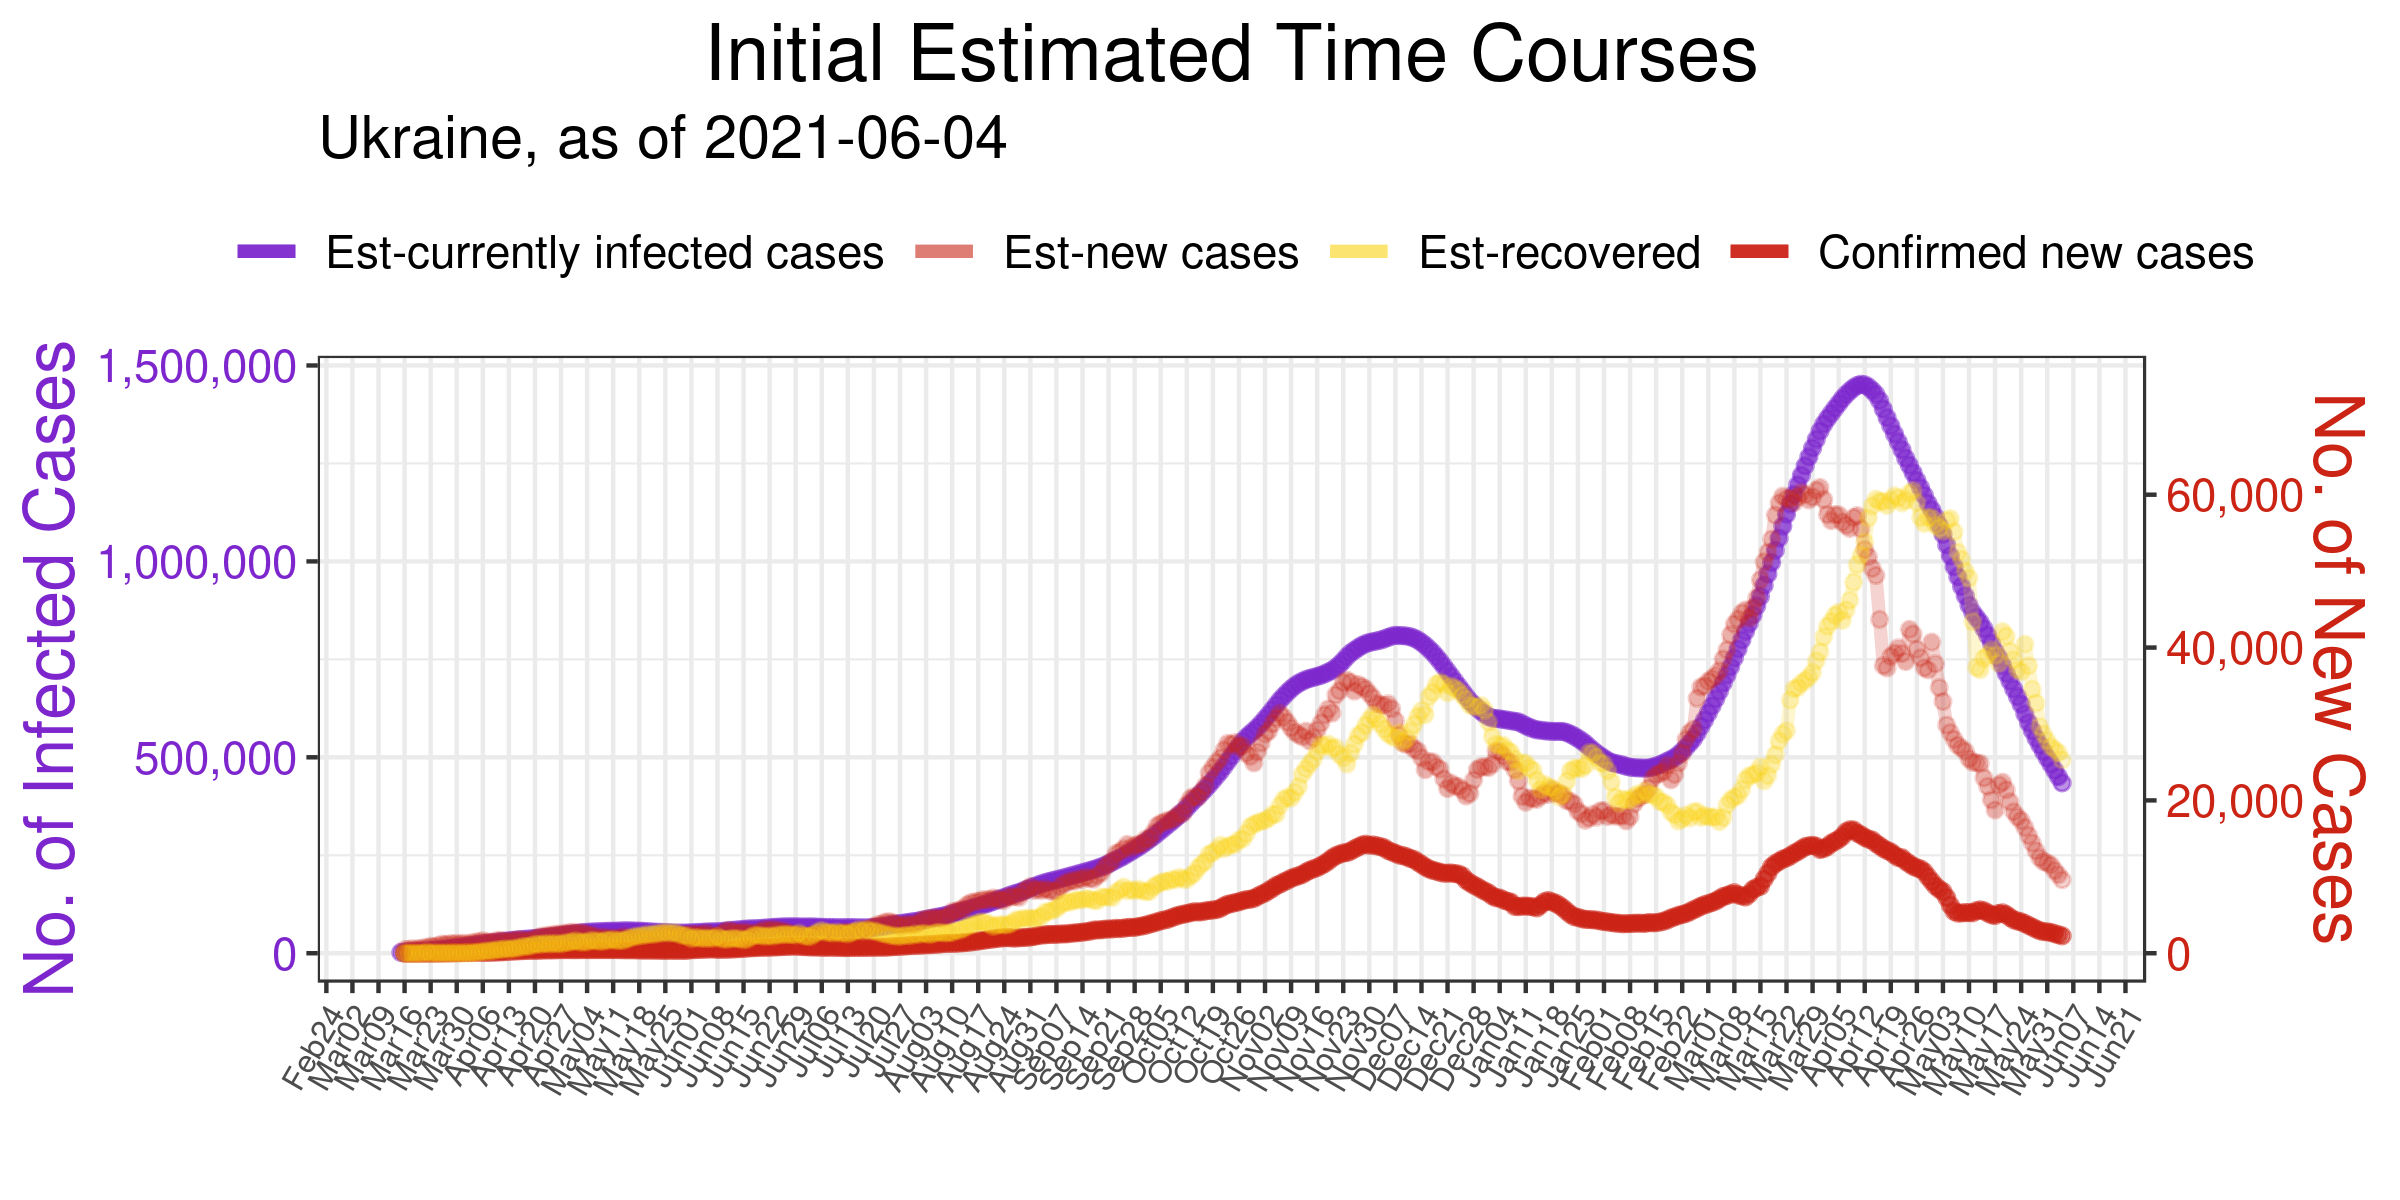 Initial Estimated Time Courses
Ukraine, as of 2021-06-04
Est-currently infected cases
Est-new cases
Est-recovered
Confirmed new cases
No. of Infected Cases
1,500,000
1,000,000
500,000
0
No. of New Cases
60,000
40,000
20,000
0
Feb24
Mar02
Mar09
Mar16
Mar23
Mar30
Apr06
Apr13
Apr20
Apr27
May04
May11
May18
May25
Jun01
Jun08
Jun15
Jun22
Jun29
Jul06
Jul13
Jul20
Jul27
Aug03
Aug10
Aug17
Aug24
Aug31
Sep07
Sep14
Sep21
Sep28
Oct05
Oct12
Oct19
Oct26
Nov02
Nov09
Nov16
Nov23
Nov30
Dec07
Dec14
Dec21
Dec28
Jan04
Jan11
Jan18
Jan25
Feb01
Feb08
Feb15
Feb22
Mar01
Mar08
Mar15
Mar22
Mar29
Apr05
Apr12
Apr19
Apr26
May03
May10
May17
May24
May31
Jun07
Jun14
Jun21